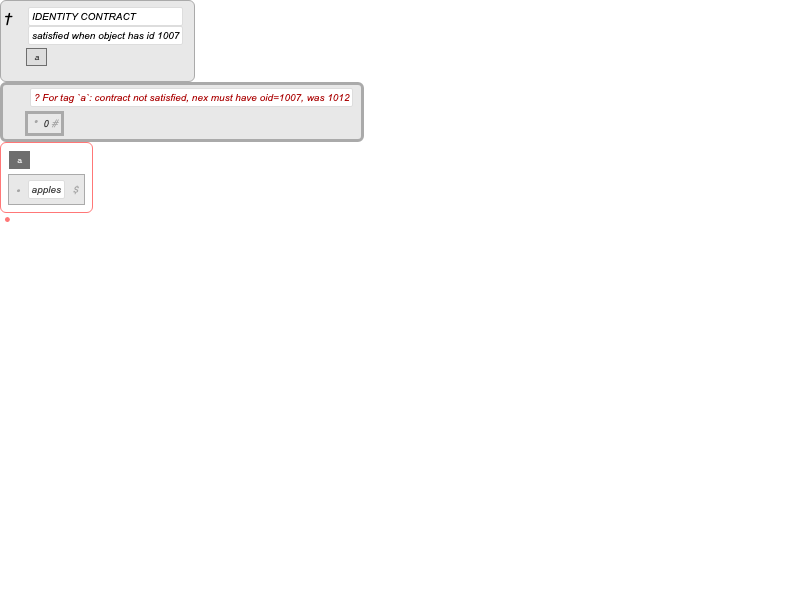 † IDENTITY CONTRACT
satisfied when object has id 1007
a
? For tag `a`: contract not satisfied, nex must have oid=1007, was 1012
0 #
a
apples $